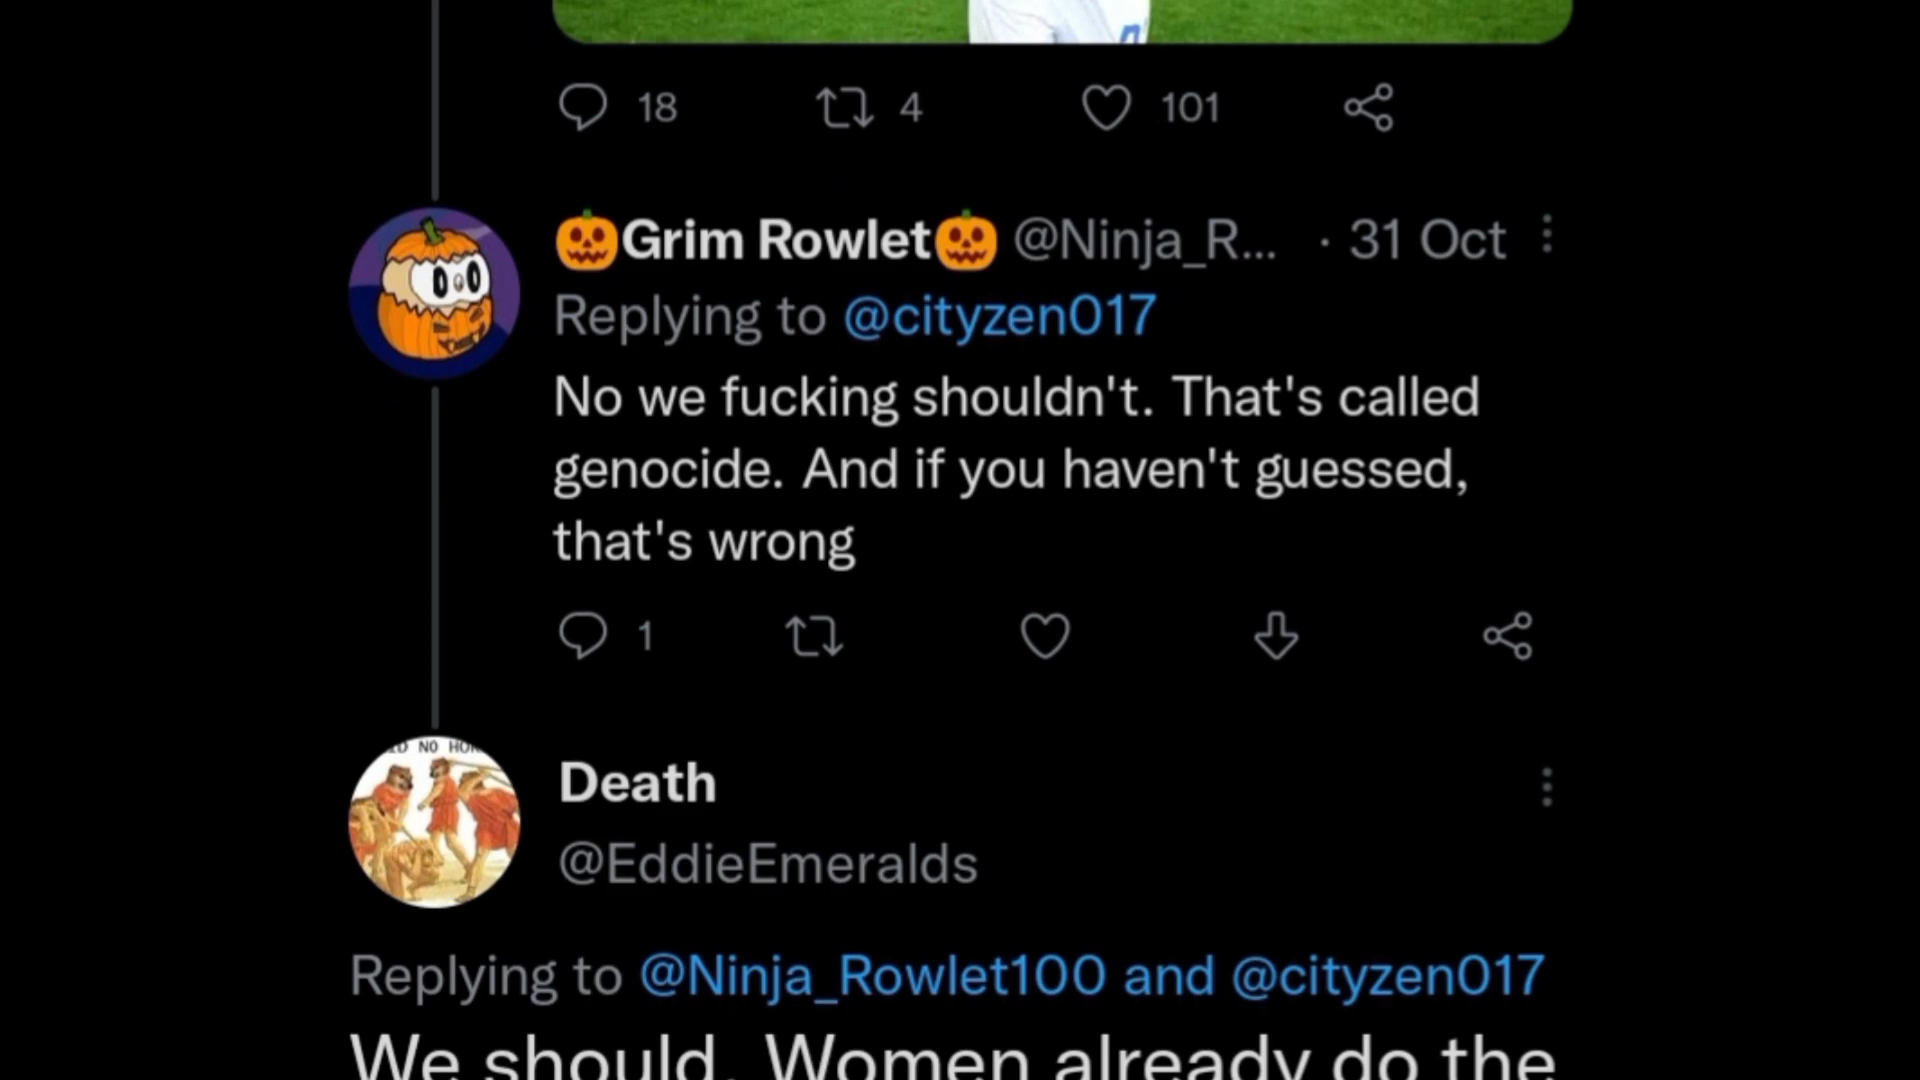 18 4 101
🎃Grim Rowlet🎃 @Ninja_R... · 31 Oct
Replying to @cityzen017
No we fucking shouldn't. That's called
genocide. And if you haven't guessed,
that's wrong
1
NO
Death
@EddieEmeralds
Replying to @Ninja_Rowlet100 and @cityzen017
We should. Women already do the